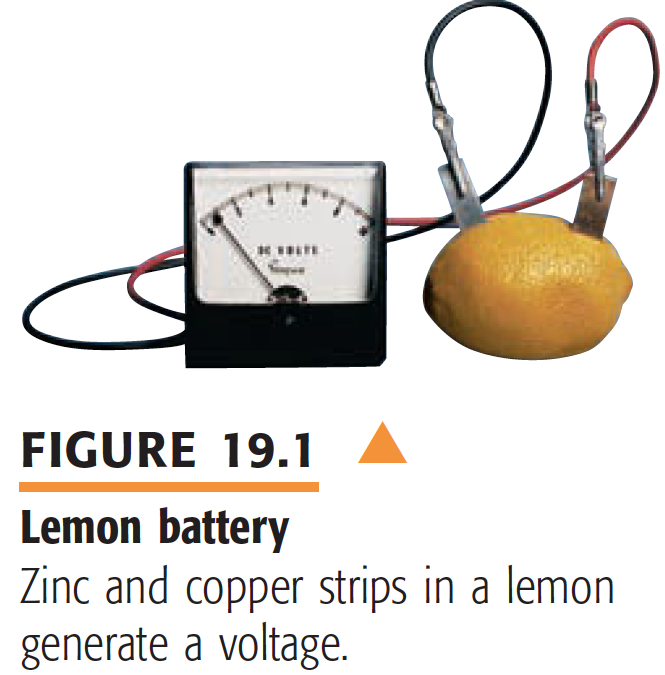 DC VOLTS
FIGURE 19.1
Lemon battery
Zinc and copper strips in a lemon
generate a voltage.